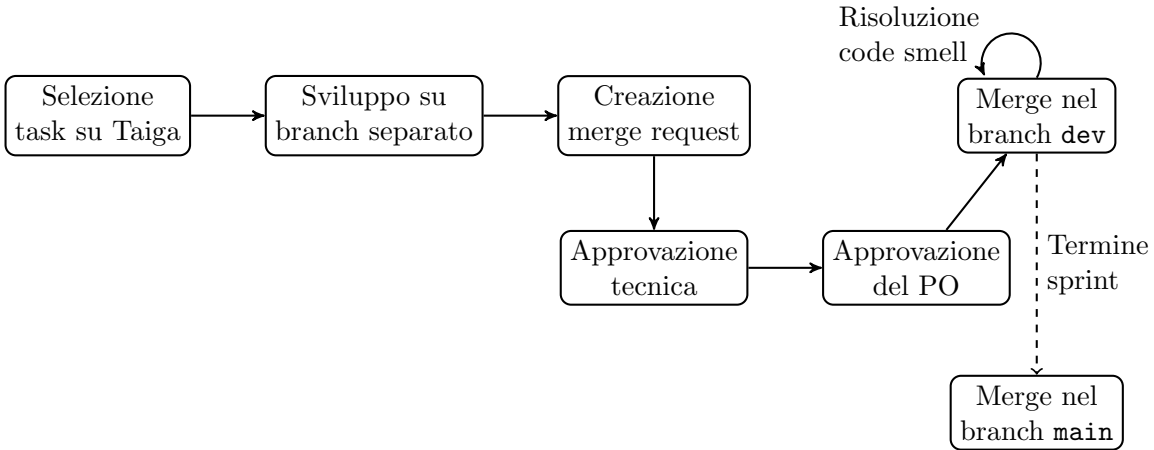 Risoluzione
code smell
Selezione
task su Taiga
Sviluppo su
branch separato
Creazione
merge request
Merge nel
branch dev
Approvazione
tecnica
Approvazione
del PO
Termine
sprint
Merge nel
branch main